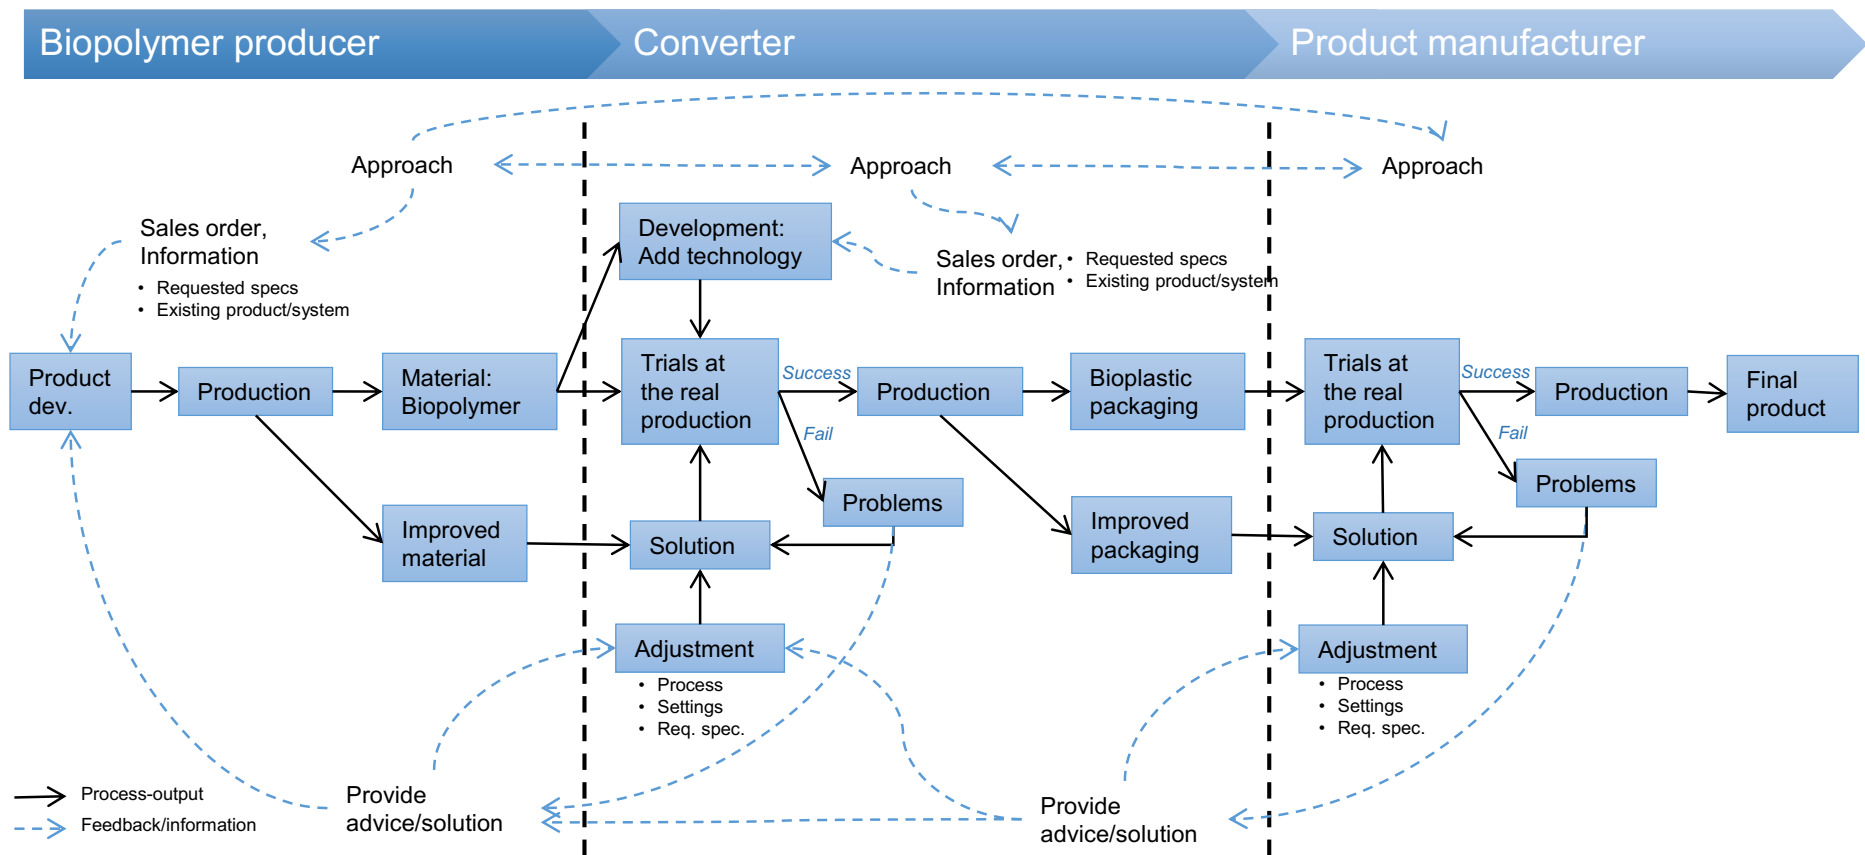 Biopolymer producer
Converter
Product manufacturer
Approach
Approach
Approach
Sales order,
Information
• Requested specs
• Existing product/system
Development:
Add technology
Sales order,
Information
• Requested specs
• Existing product/system
Product
dev.
Production
Material:
Biopolymer
Trials at
the real
production
Success
Fail
Production
Bioplastic
packaging
Trials at
the real
production
Success
Fail
Production
Final
product
Improved
material
Solution
Problems
Improved
packaging
Solution
Problems
Adjustment
• Process
• Settings
• Req. spec.
Adjustment
• Process
• Settings
• Req. spec.
Process-output
Feedback/information
Provide
advice/solution
Provide
advice/solution